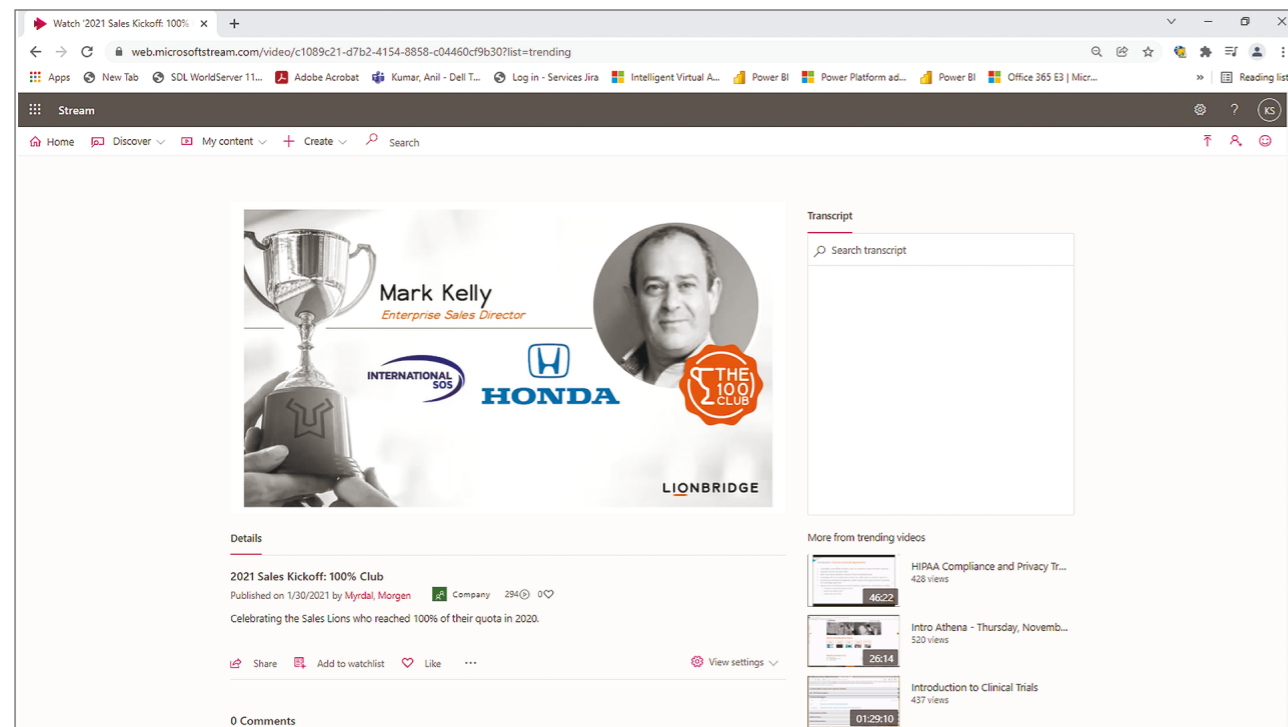 Watch '2021 Sales Kickoff: 100%
web.microsoftstream.com/video/c1089c21-d7b2-4154-8858-c04460cf9b30?list=trending
Apps New Tab SDL WorldServer 11... Adobe Acrobat Kumar, Anil - Dell T... Log in - Services Jira Intelligent Virtual A... Power BI Power Platform ad... Power BI Office 365 E3 | Micr... » Reading list
Stream ? KS
Home Discover My content Create Search
Mark Kelly
Enterprise Sales Director
INTERNATIONAL
SOS
HONDA
THE
100
CLUB
LIONBRIDGE
Transcript
Search transcript
Details
2021 Sales Kickoff: 100% Club
Published on 1/30/2021 by Myrdal, Morgen Company 294 0
Celebrating the Sales Lions who reached 100% of their quota in 2020.
Share Add to watchlist Like ... View settings
0 Comments
More from trending videos
46:22
HIPAA Compliance and Privacy Tr...
428 views
26:14
Intro Athena - Thursday, Novemb...
520 views
01:29:10
Introduction to Clinical Trials
437 views